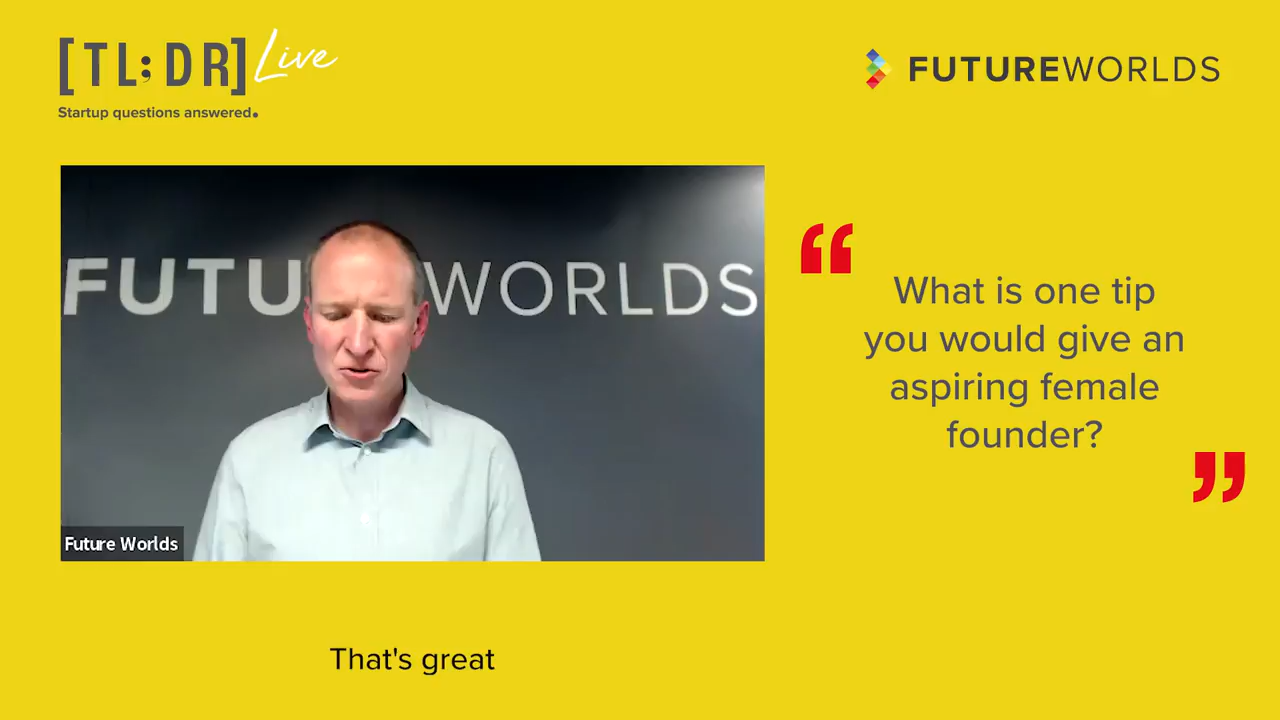 [TL;DR] Live
Startup questions answered.
FUTUREWORLDS
FUTU WORLDS
Future Worlds
“
What is one tip
you would give an
aspiring female
founder?
”
That's great